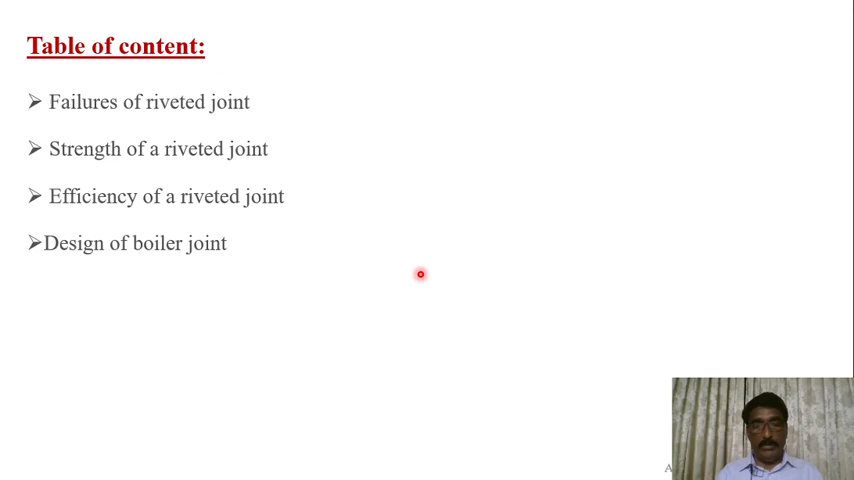 Table of content:
➢ Failures of riveted joint
➢ Strength of a riveted joint
➢ Efficiency of a riveted joint
➢Design of boiler joint
A